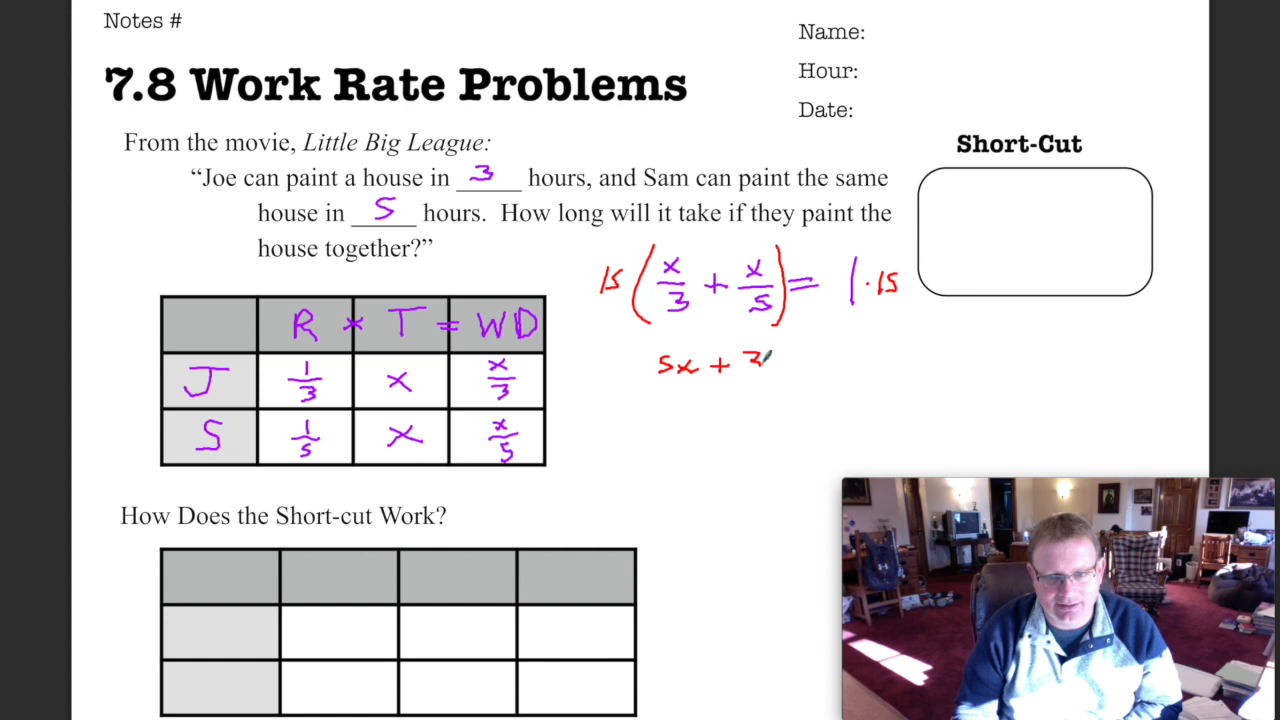 Notes #
Name:
Hour:
Date:
7.8 Work Rate Problems
From the movie, Little Big League:
Short-Cut
“Joe can paint a house in 3 hours, and Sam can paint the same
house in 5 hours. How long will it take if they paint the
house together?”
15 ( x/3 + x/5 ) = 1 · 15
5x + 3
R * T = WD
J 1/3 x x/3
S 1/5 x x/5
How Does the Short-cut Work?